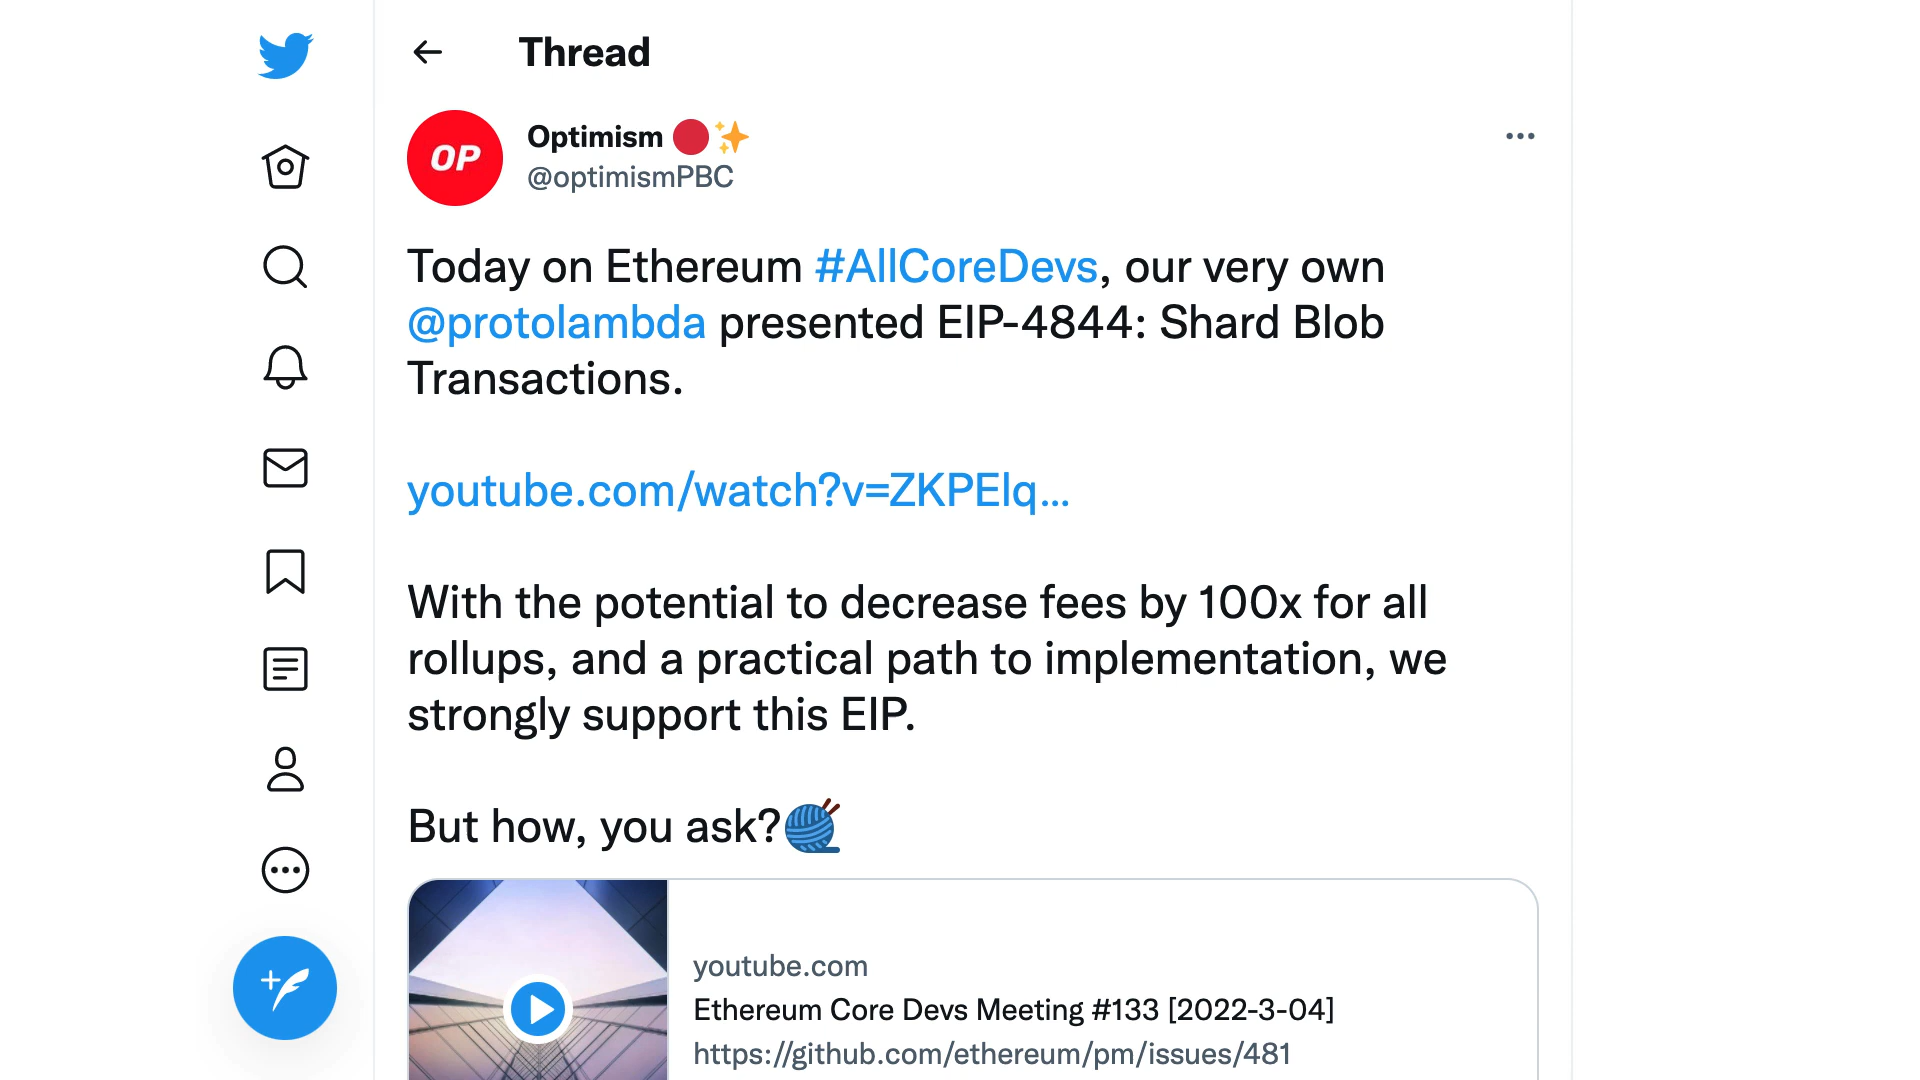 Thread
OP
Optimism 🔴✨
@optimismPBC
Today on Ethereum #AllCoreDevs, our very own
@protolambda presented EIP-4844: Shard Blob
Transactions.
youtube.com/watch?v=ZKPElq…
With the potential to decrease fees by 100x for all
rollups, and a practical path to implementation, we
strongly support this EIP.
But how, you ask?🧶
youtube.com
Ethereum Core Devs Meeting #133 [2022-3-04]
https://github.com/ethereum/pm/issues/481